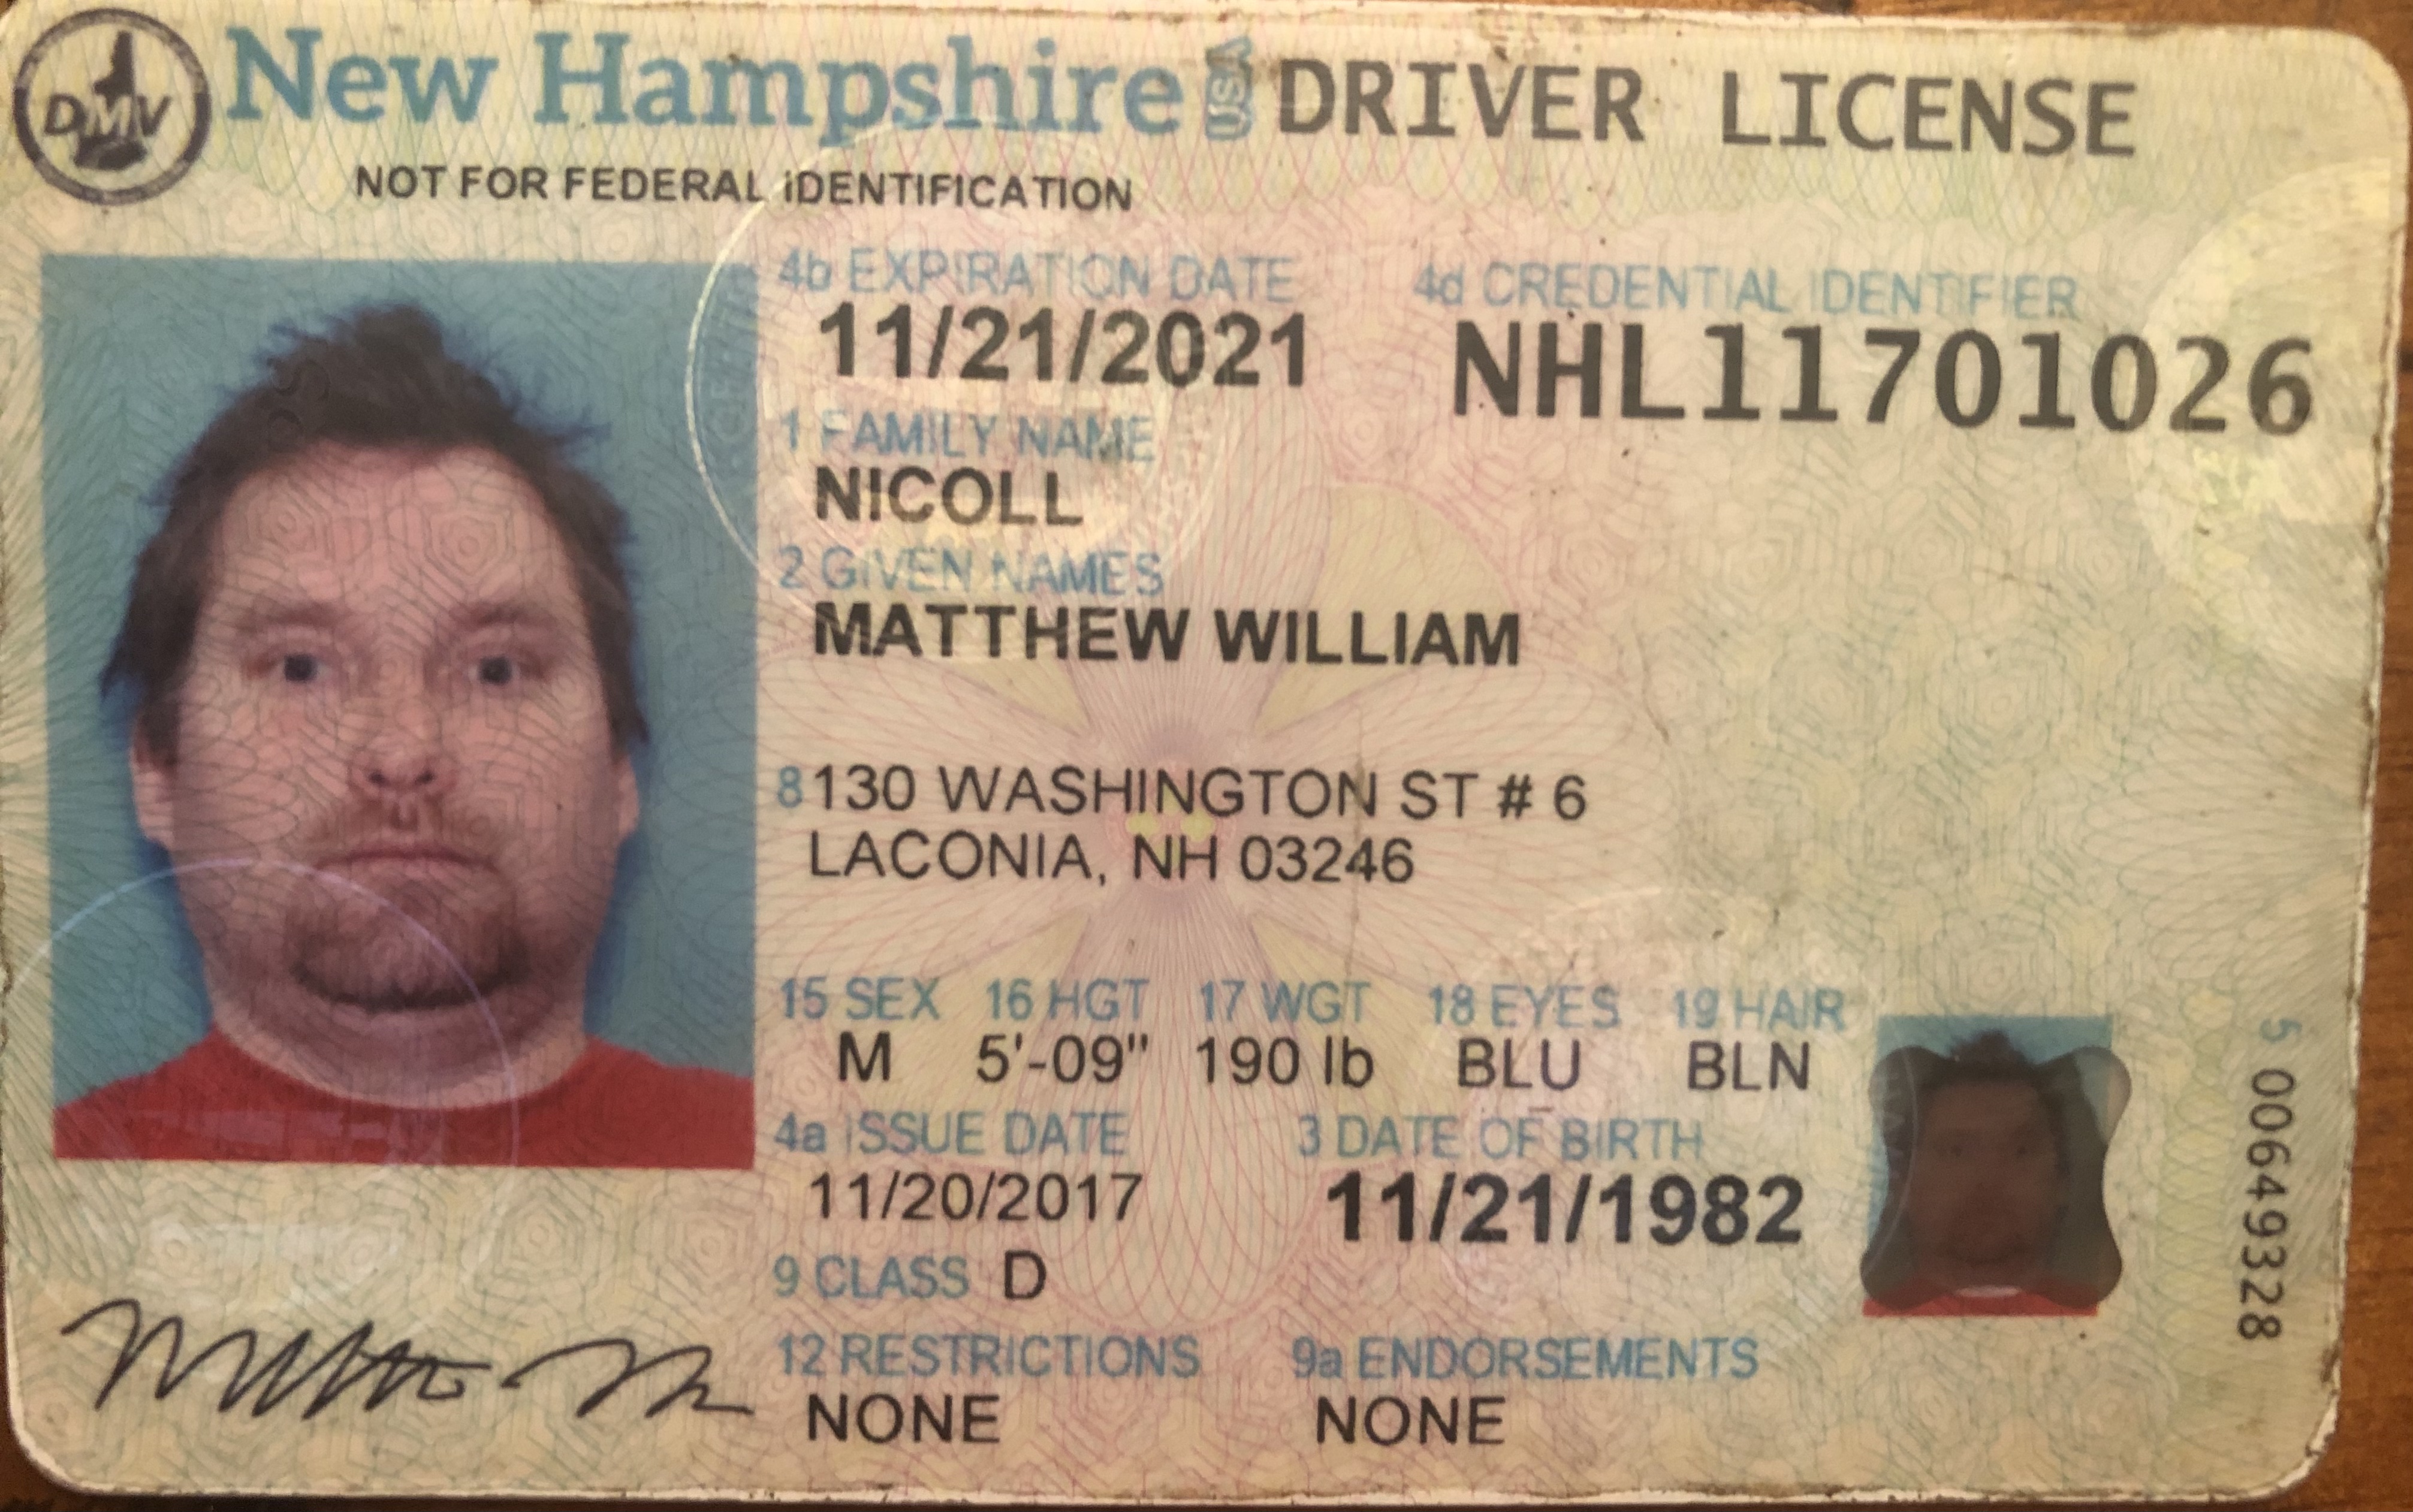 DMV
New Hampshire USA DRIVER LICENSE
NOT FOR FEDERAL IDENTIFICATION
4b EXPIRATION DATE 4d CREDENTIAL IDENTIFIER
11/21/2021 NHL11701026
1 FAMILY NAME
NICOLL
2 GIVEN NAMES
MATTHEW WILLIAM
8 130 WASHINGTON ST # 6
LACONIA, NH 03246
15 SEX 16 HGT 17 WGT 18 EYES 19 HAIR
M 5'-09" 190 lb BLU BLN
4a ISSUE DATE 3 DATE OF BIRTH
11/20/2017 11/21/1982
9 CLASS D
12 RESTRICTIONS 9a ENDORSEMENTS
NONE NONE
5 00649328